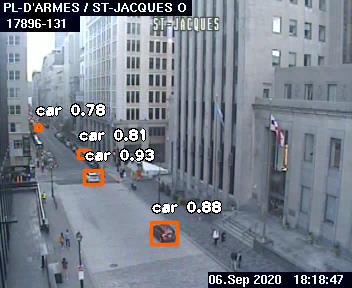 PL-D'ARMES / ST-JACQUES O
17896-131
ST-JACQUES
car 0.78
car 0.81
car 0.93
car 0.88
06.Sep 2020 18:18:47